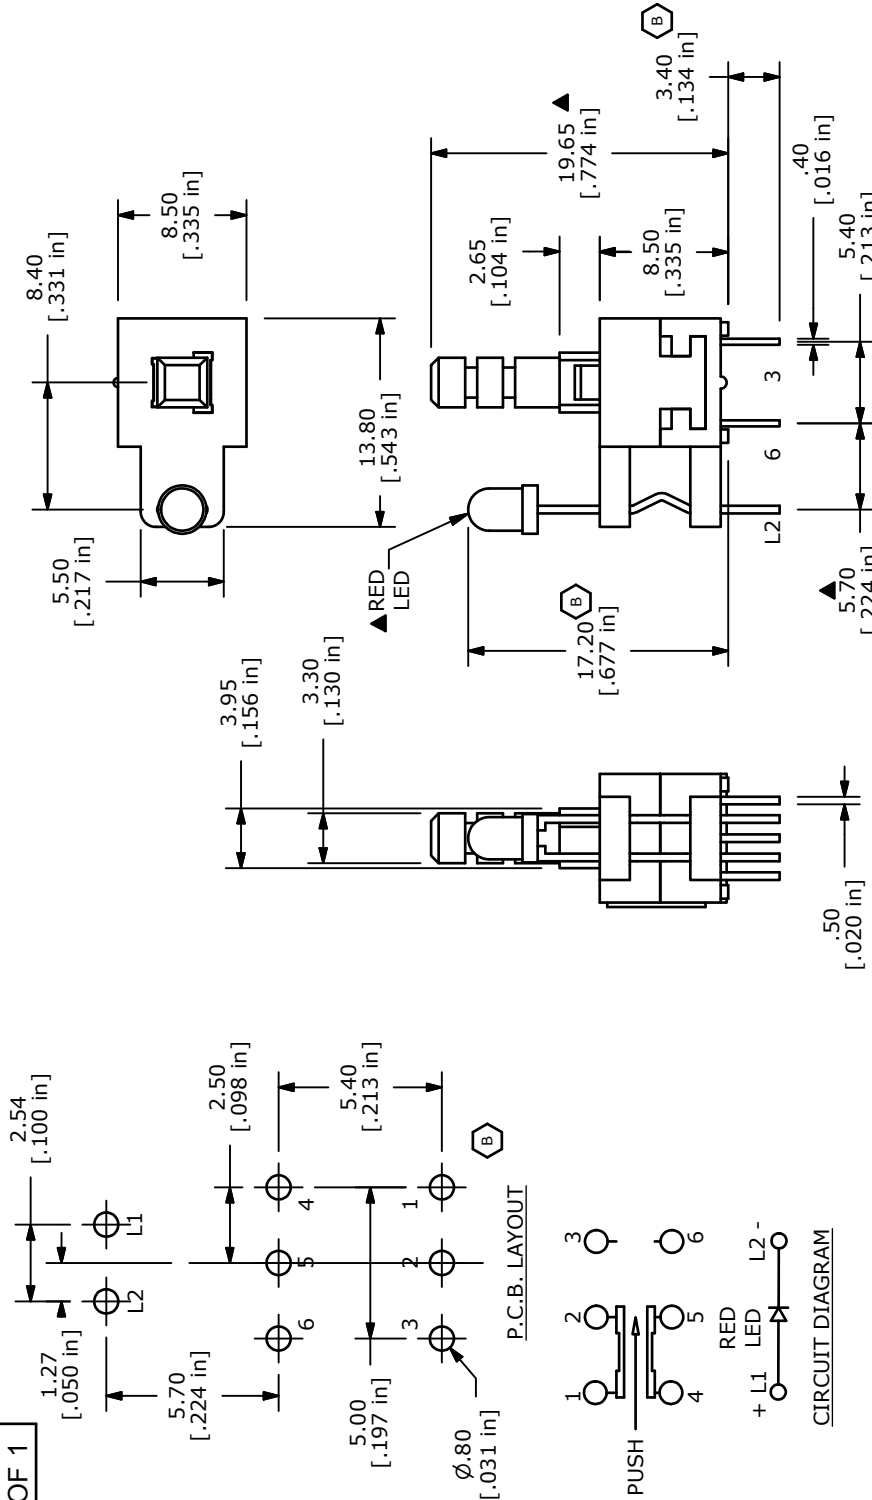 OF 1
2.54
[.100 in]
1.27
[.050 in]
L1
L2
5.70
[.224 in]
2.50
[.098 in]
5.40
[.213 in]
4
5
6
1
2
3
5.00
[.197 in]
Ø.80
[.031 in]
B
P.C.B. LAYOUT
1
2
3
4
5
6
PUSH
RED
LED
+ L1
L2 -
CIRCUIT DIAGRAM
3.95
[.156 in]
3.30
[.130 in]
.50
[.020 in]
8.40
[.331 in]
8.50
[.335 in]
5.50
[.217 in]
13.80
[.543 in]
▲ RED
LED
17.20
[.677 in]
B
2.65
[.104 in]
19.65 ▲
[.774 in]
8.50
[.335 in]
B
3.40
[.134 in]
.40
[.016 in]
5.40
[.213 in]
▲ 5.70
[.224 in]
3
6
L2